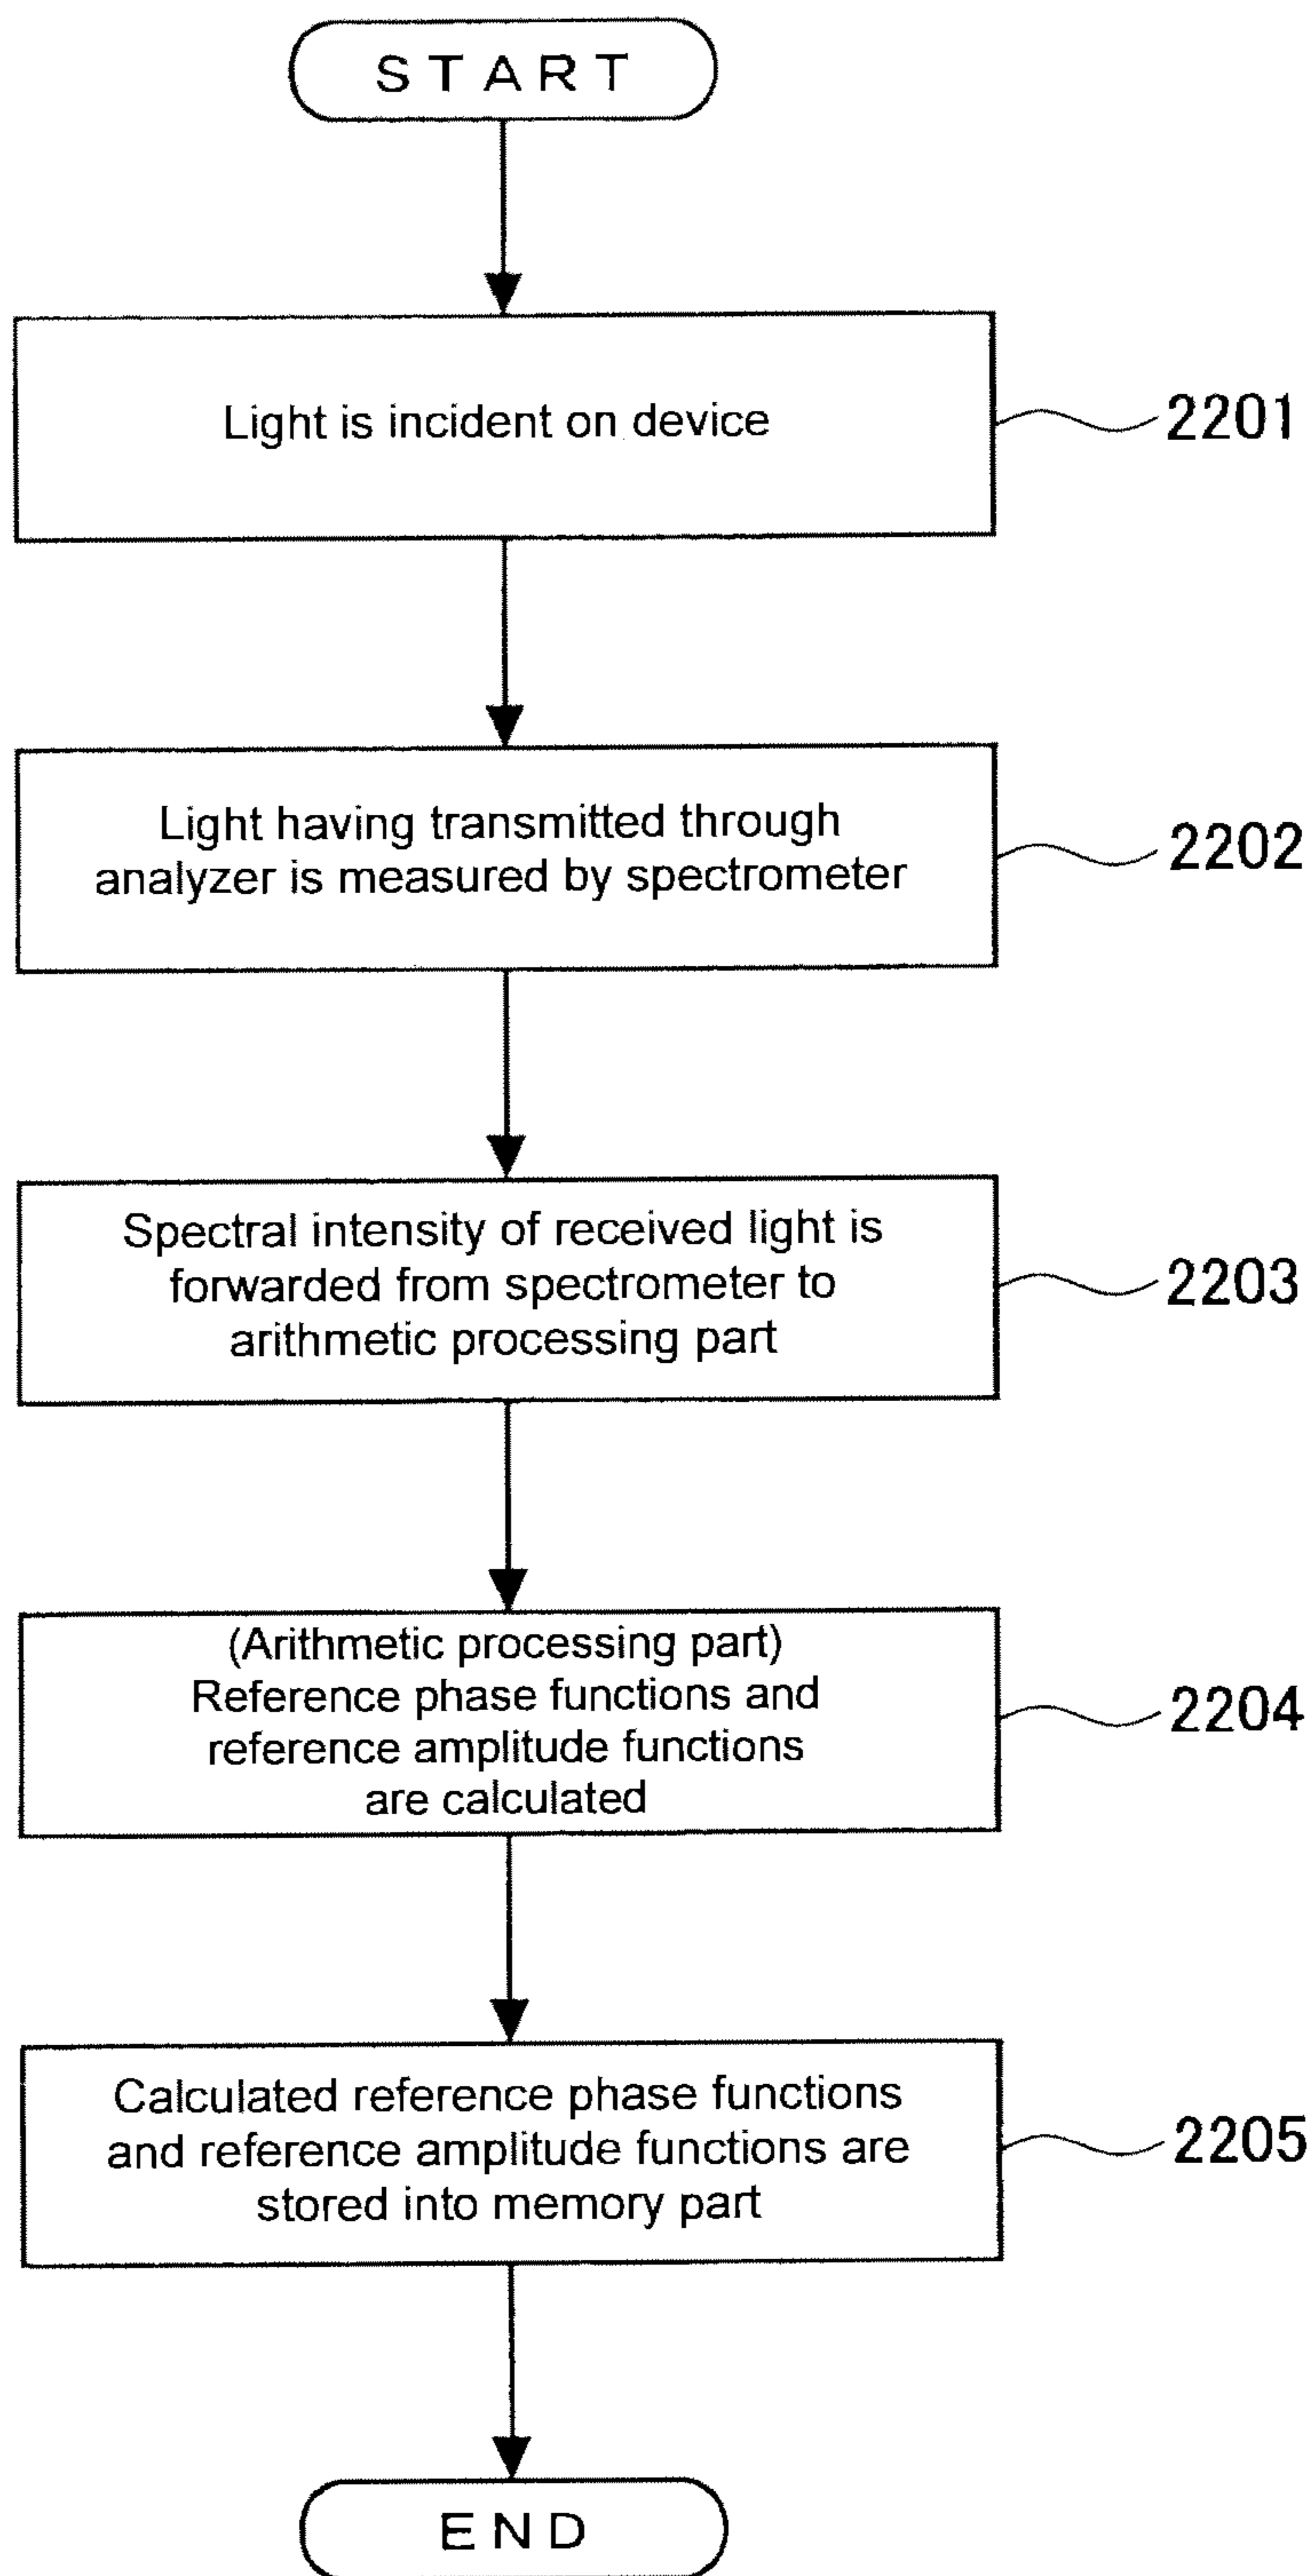 START
Light is incident on device
2201
Light having transmitted through
analyzer is measured by spectrometer
2202
Spectral intensity of received light is
forwarded from spectrometer to
arithmetic processing part
2203
(Arithmetic processing part)
Reference phase functions and
reference amplitude functions
are calculated
2204
Calculated reference phase functions
and reference amplitude functions are
stored into memory part
2205
END